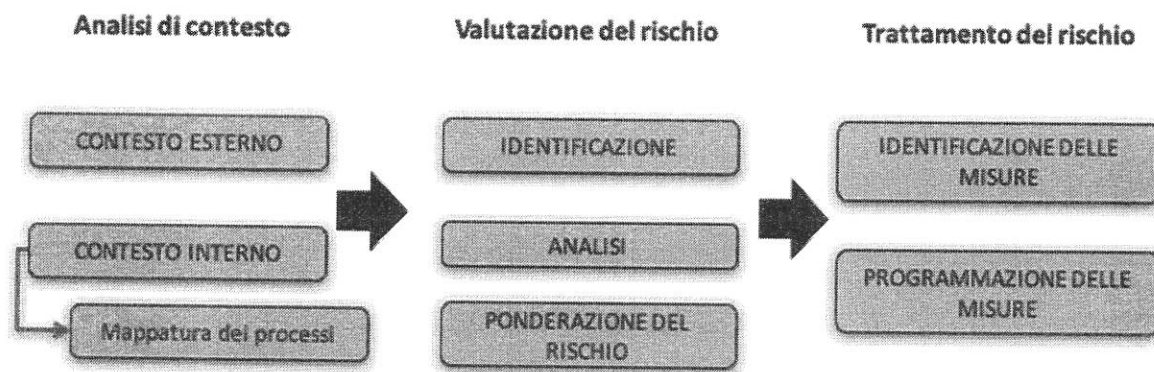 Analisi di contesto
CONTESTO ESTERNO
CONTESTO INTERNO
Mappatura dei processi
Valutazione del rischio
IDENTIFICAZIONE
ANALISI
PONDERAZIONE DEL
RISCHIO
Trattamento del rischio
IDENTIFICAZIONE DELLE
MISURE
PROGRAMMAZIONE DELLE
MISURE